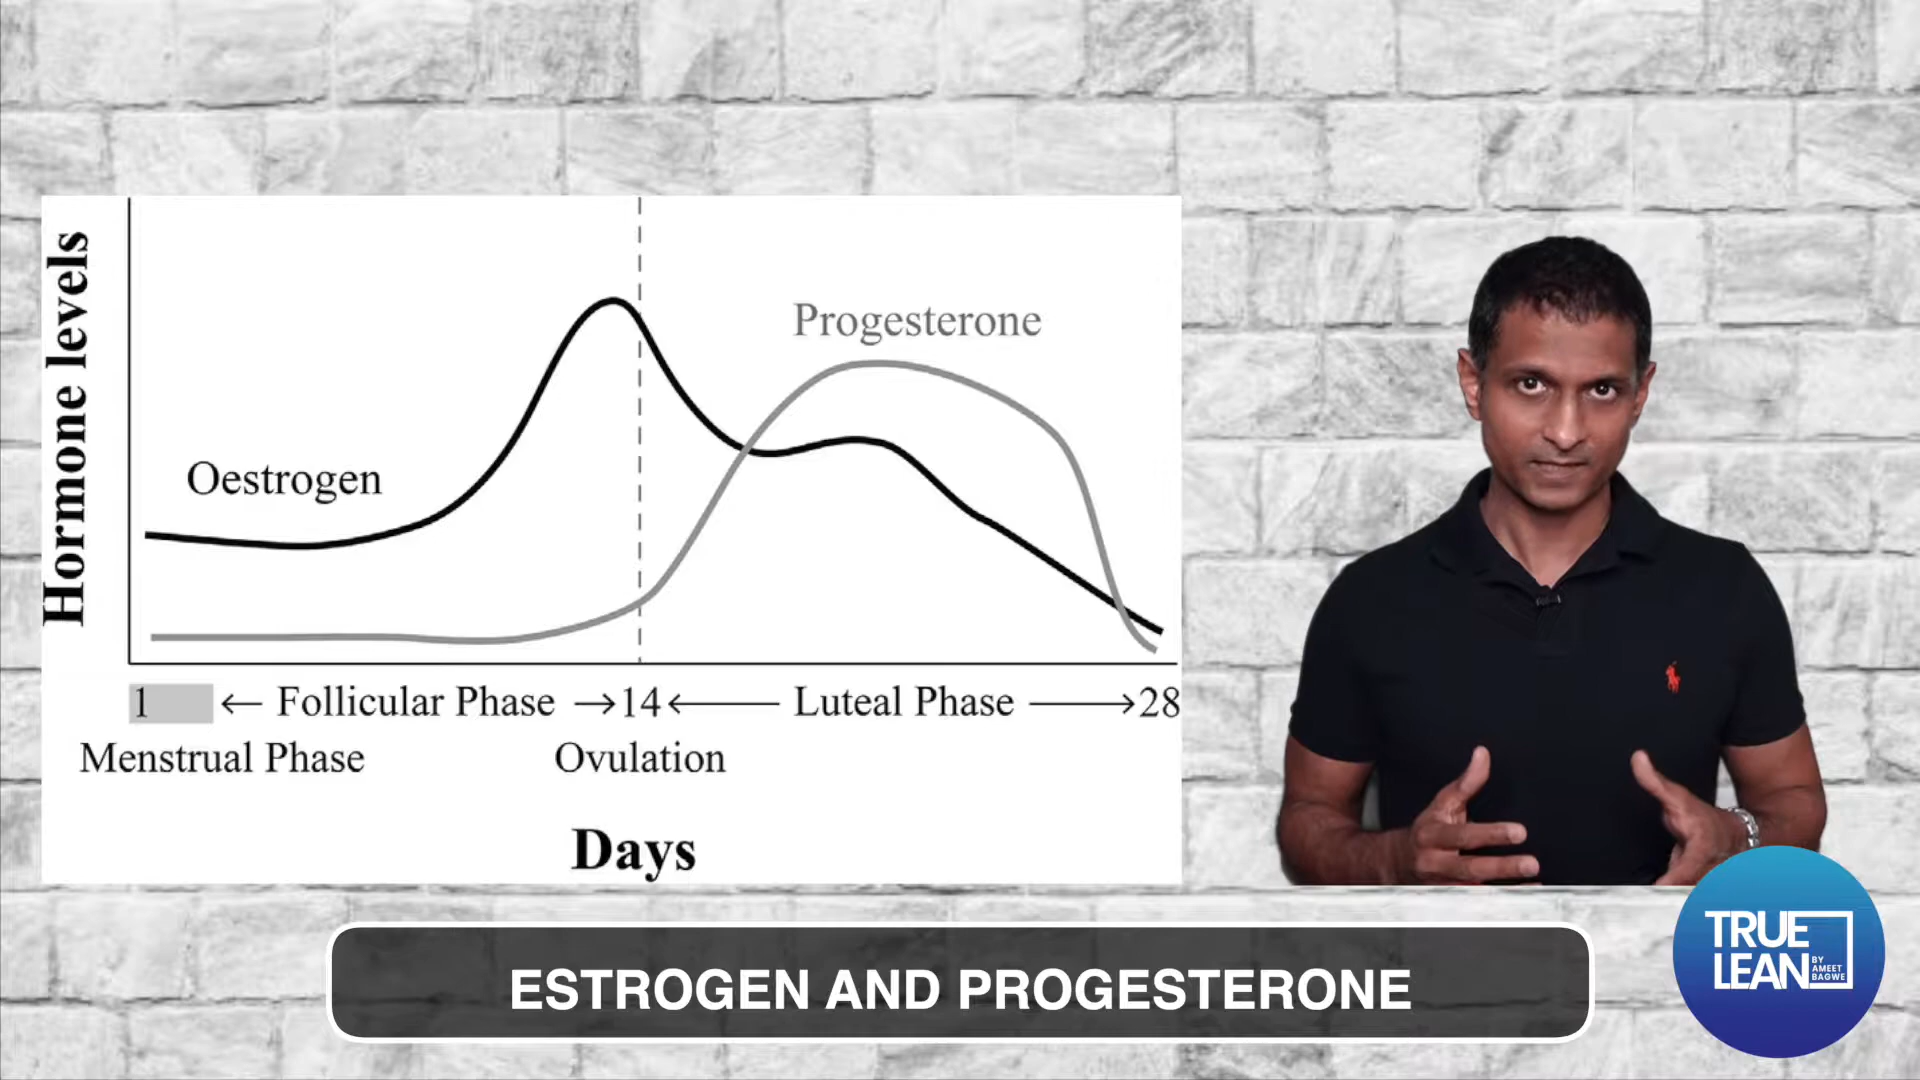 Hormone levels
Progesterone
Oestrogen
1 ← Follicular Phase → 14 ← Luteal Phase → 28
Menstrual Phase Ovulation
Days
ESTROGEN AND PROGESTERONE
TRUE
LEAN
BY
AMEET
BAGWE